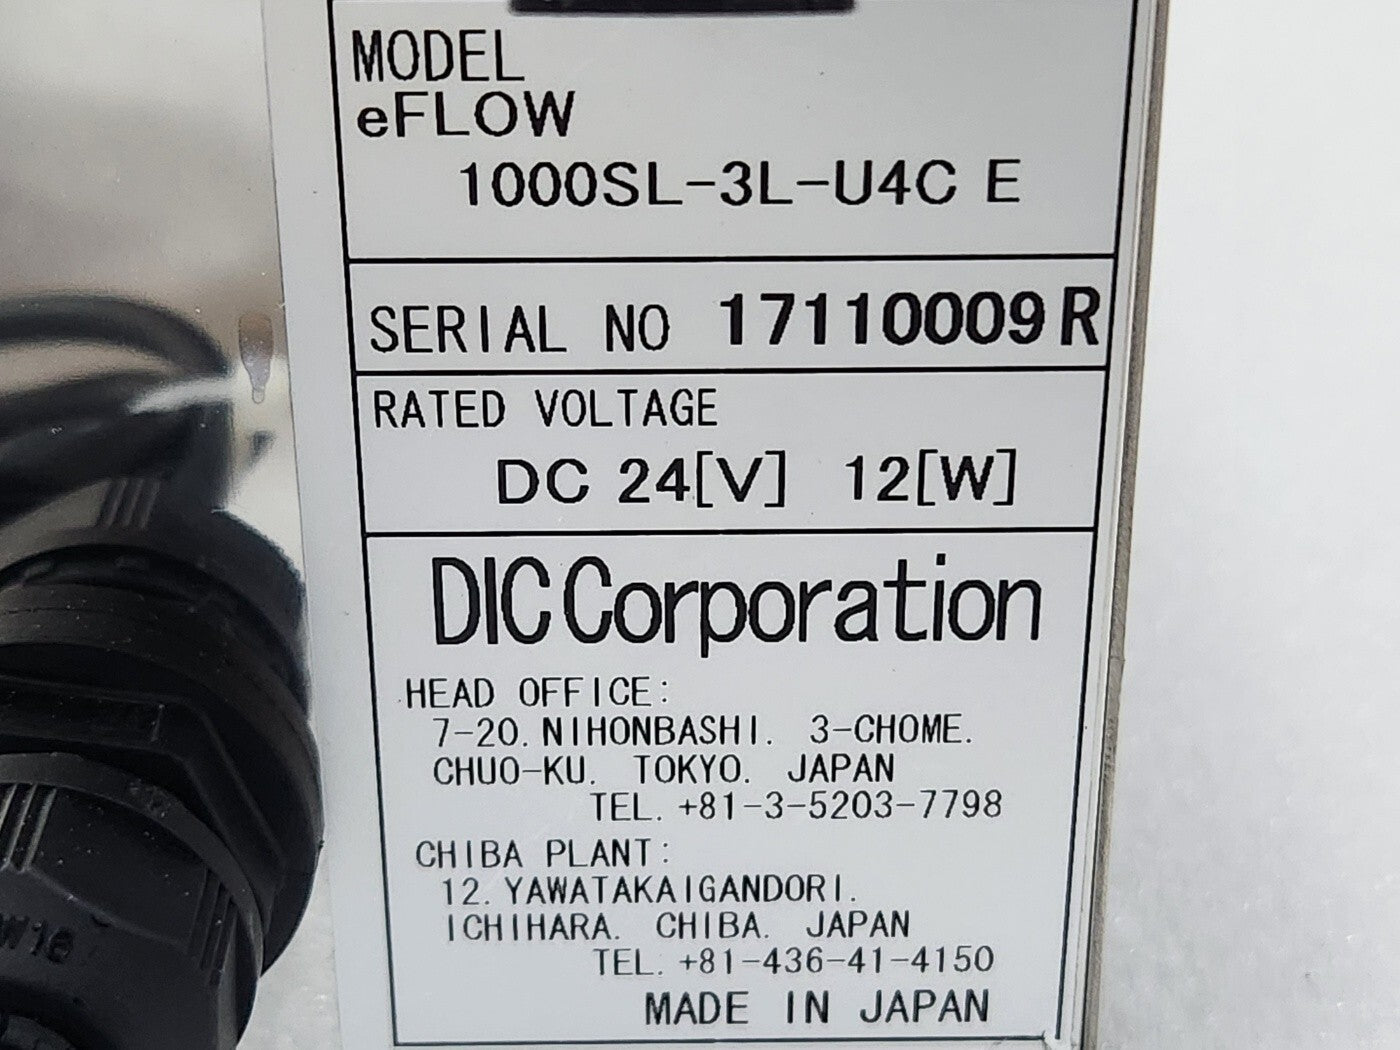 MODEL
eFLOW
1000SL-3L-U4C E
SERIAL NO 17110009R
RATED VOLTAGE
DC 24[V] 12[W]
DIC Corporation
HEAD OFFICE:
7-20. NIHONBASHI. 3-CHOME.
CHUO-KU. TOKYO. JAPAN
TEL. +81-3-5203-7798
CHIBA PLANT:
12. YAWATAKAIGANDORI.
ICHIHARA. CHIBA. JAPAN
TEL. +81-436-41-4150
MADE IN JAPAN